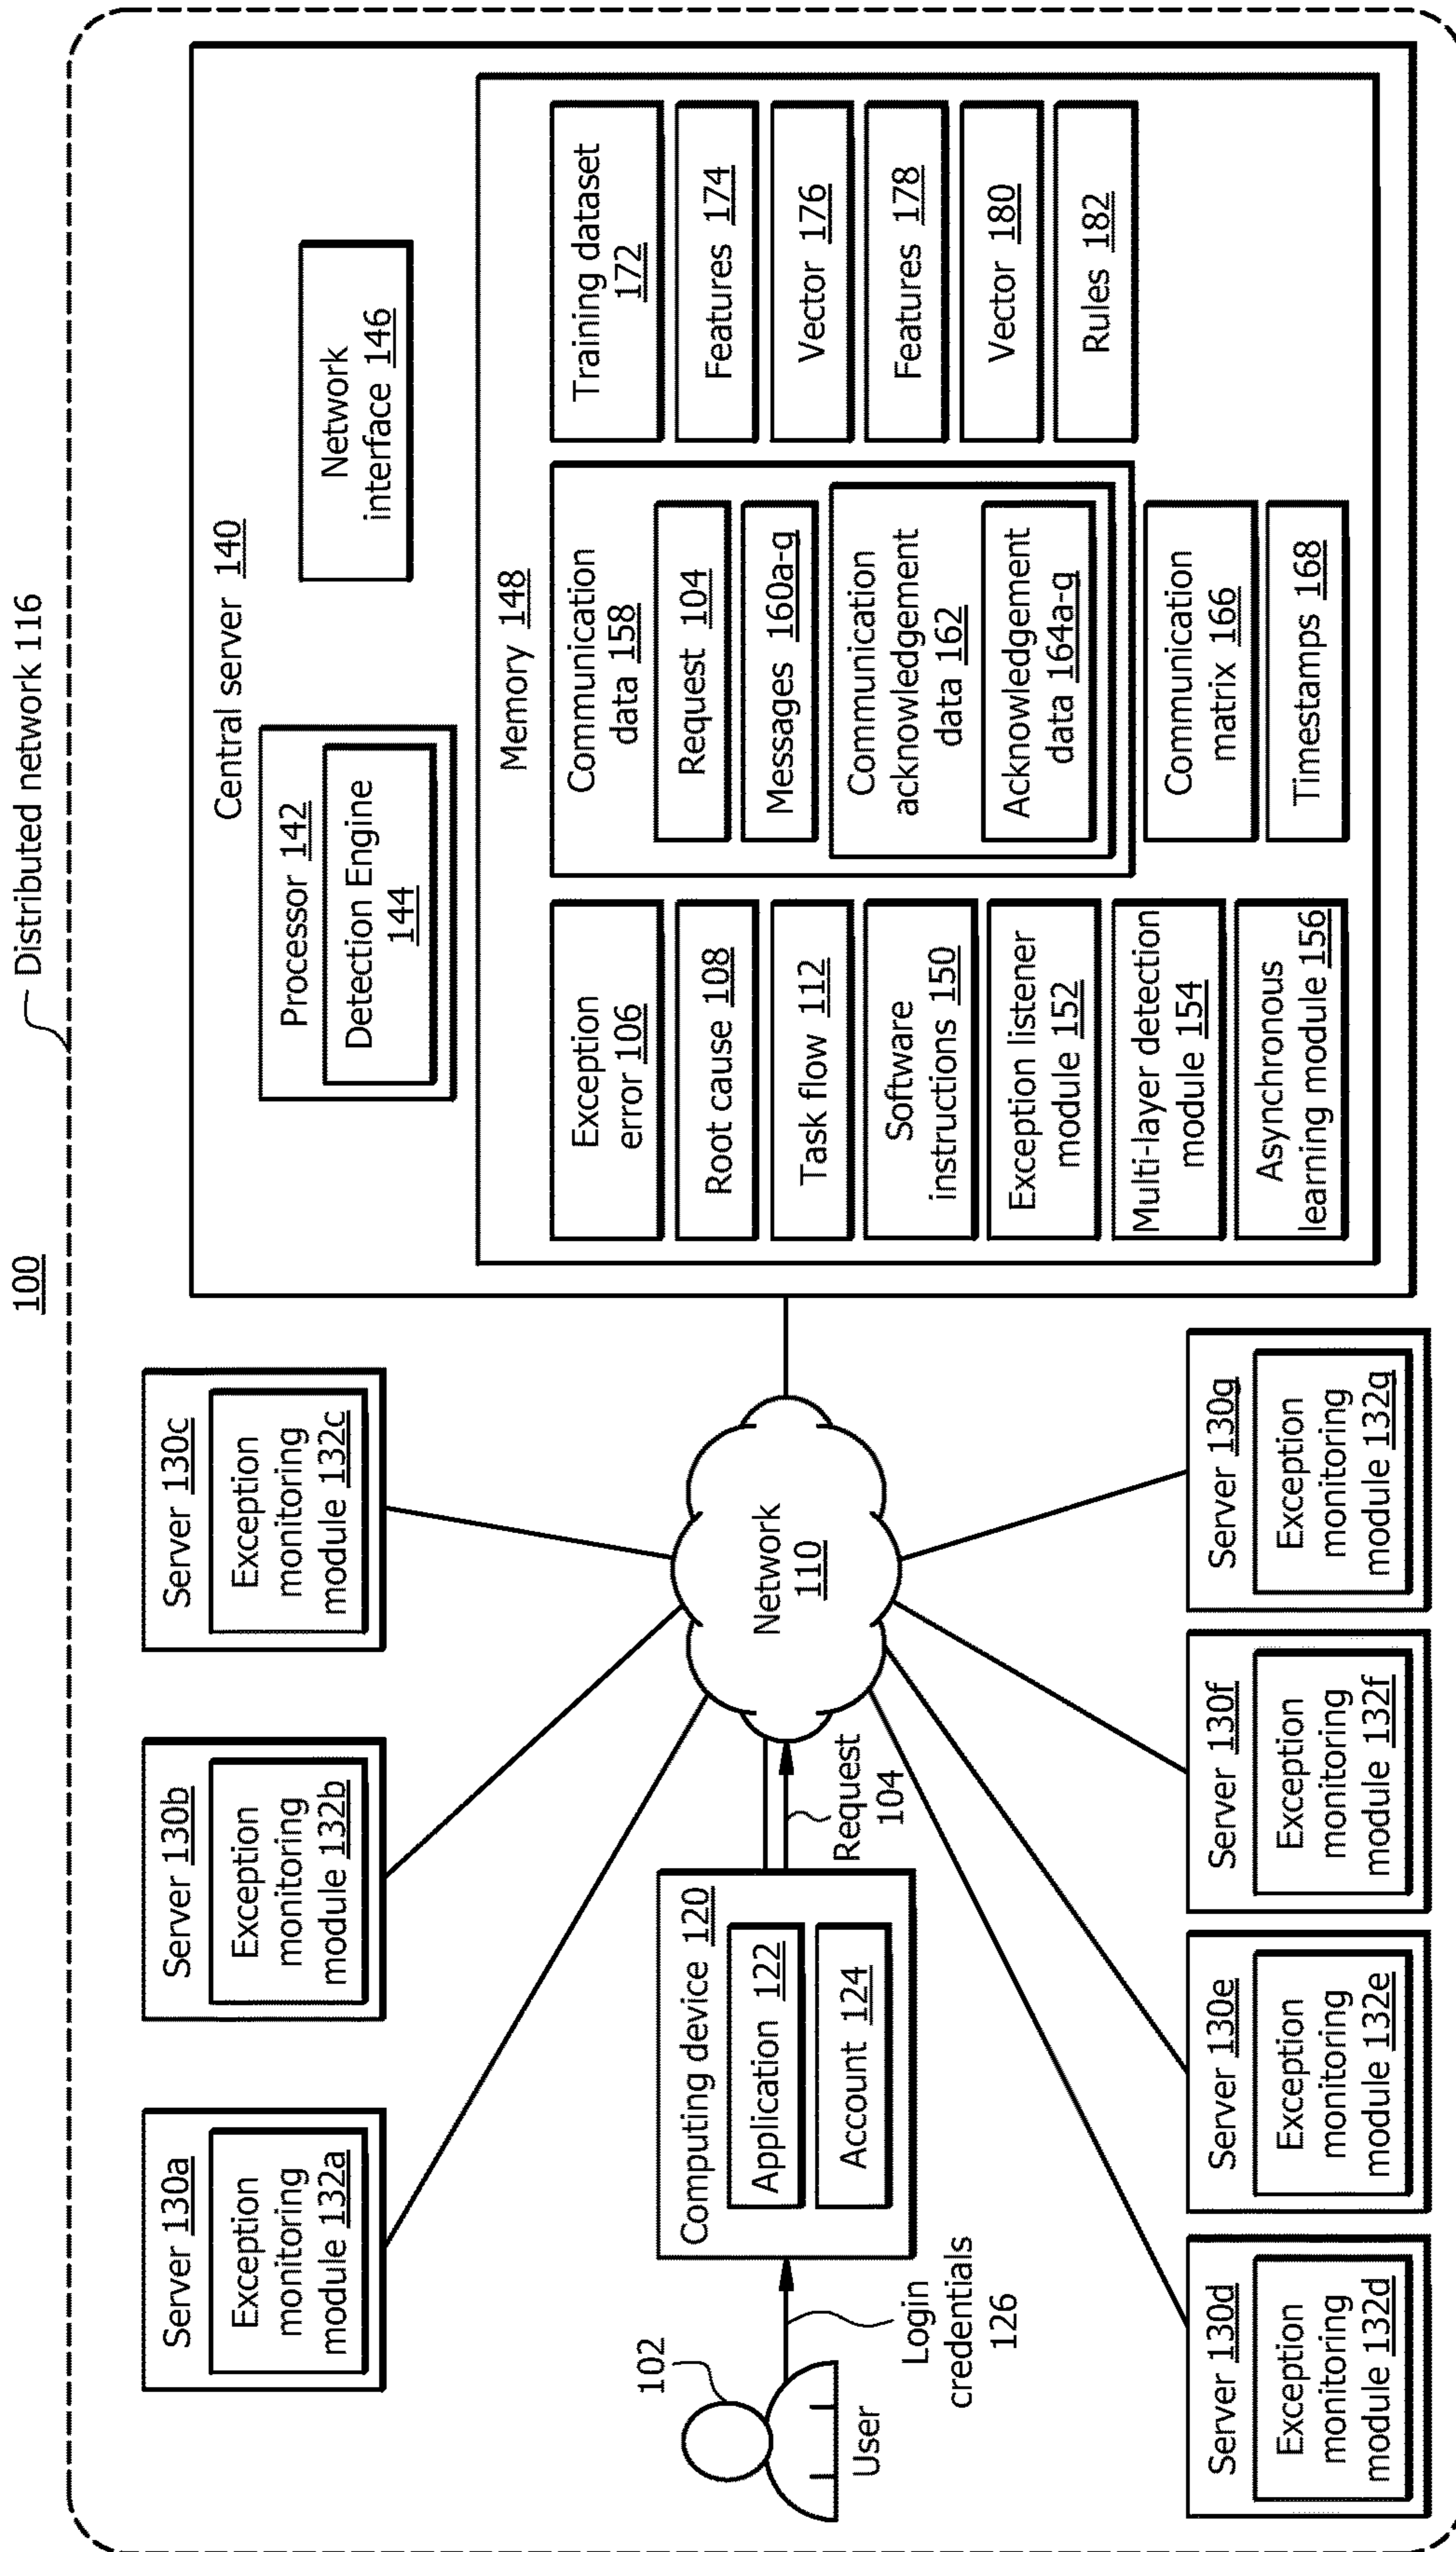 100
Distributed network 116
Server 130a
Exception
monitoring
module 132a
Server 130b
Exception
monitoring
module 132b
Server 130c
Exception
monitoring
module 132c
102
User
Login
credentials
126
Computing device 120
Application 122
Account 124
Request
104
Network
110
Server 130d
Exception
monitoring
module 132d
Server 130e
Exception
monitoring
module 132e
Server 130f
Exception
monitoring
module 132f
Server 130g
Exception
monitoring
module 132g
Central server 140
Processor 142
Detection Engine
144
Network
interface 146
Memory 148
Exception
error 106
Root cause 108
Task flow 112
Software
instructions 150
Exception listener
module 152
Multi-layer detection
module 154
Asynchronous
learning module 156
Communication
data 158
Request 104
Messages 160a-g
Communication
acknowledgement
data 162
Acknowledgement
data 164a-g
Communication
matrix 166
Timestamps 168
Training dataset
172
Features 174
Vector 176
Features 178
Vector 180
Rules 182